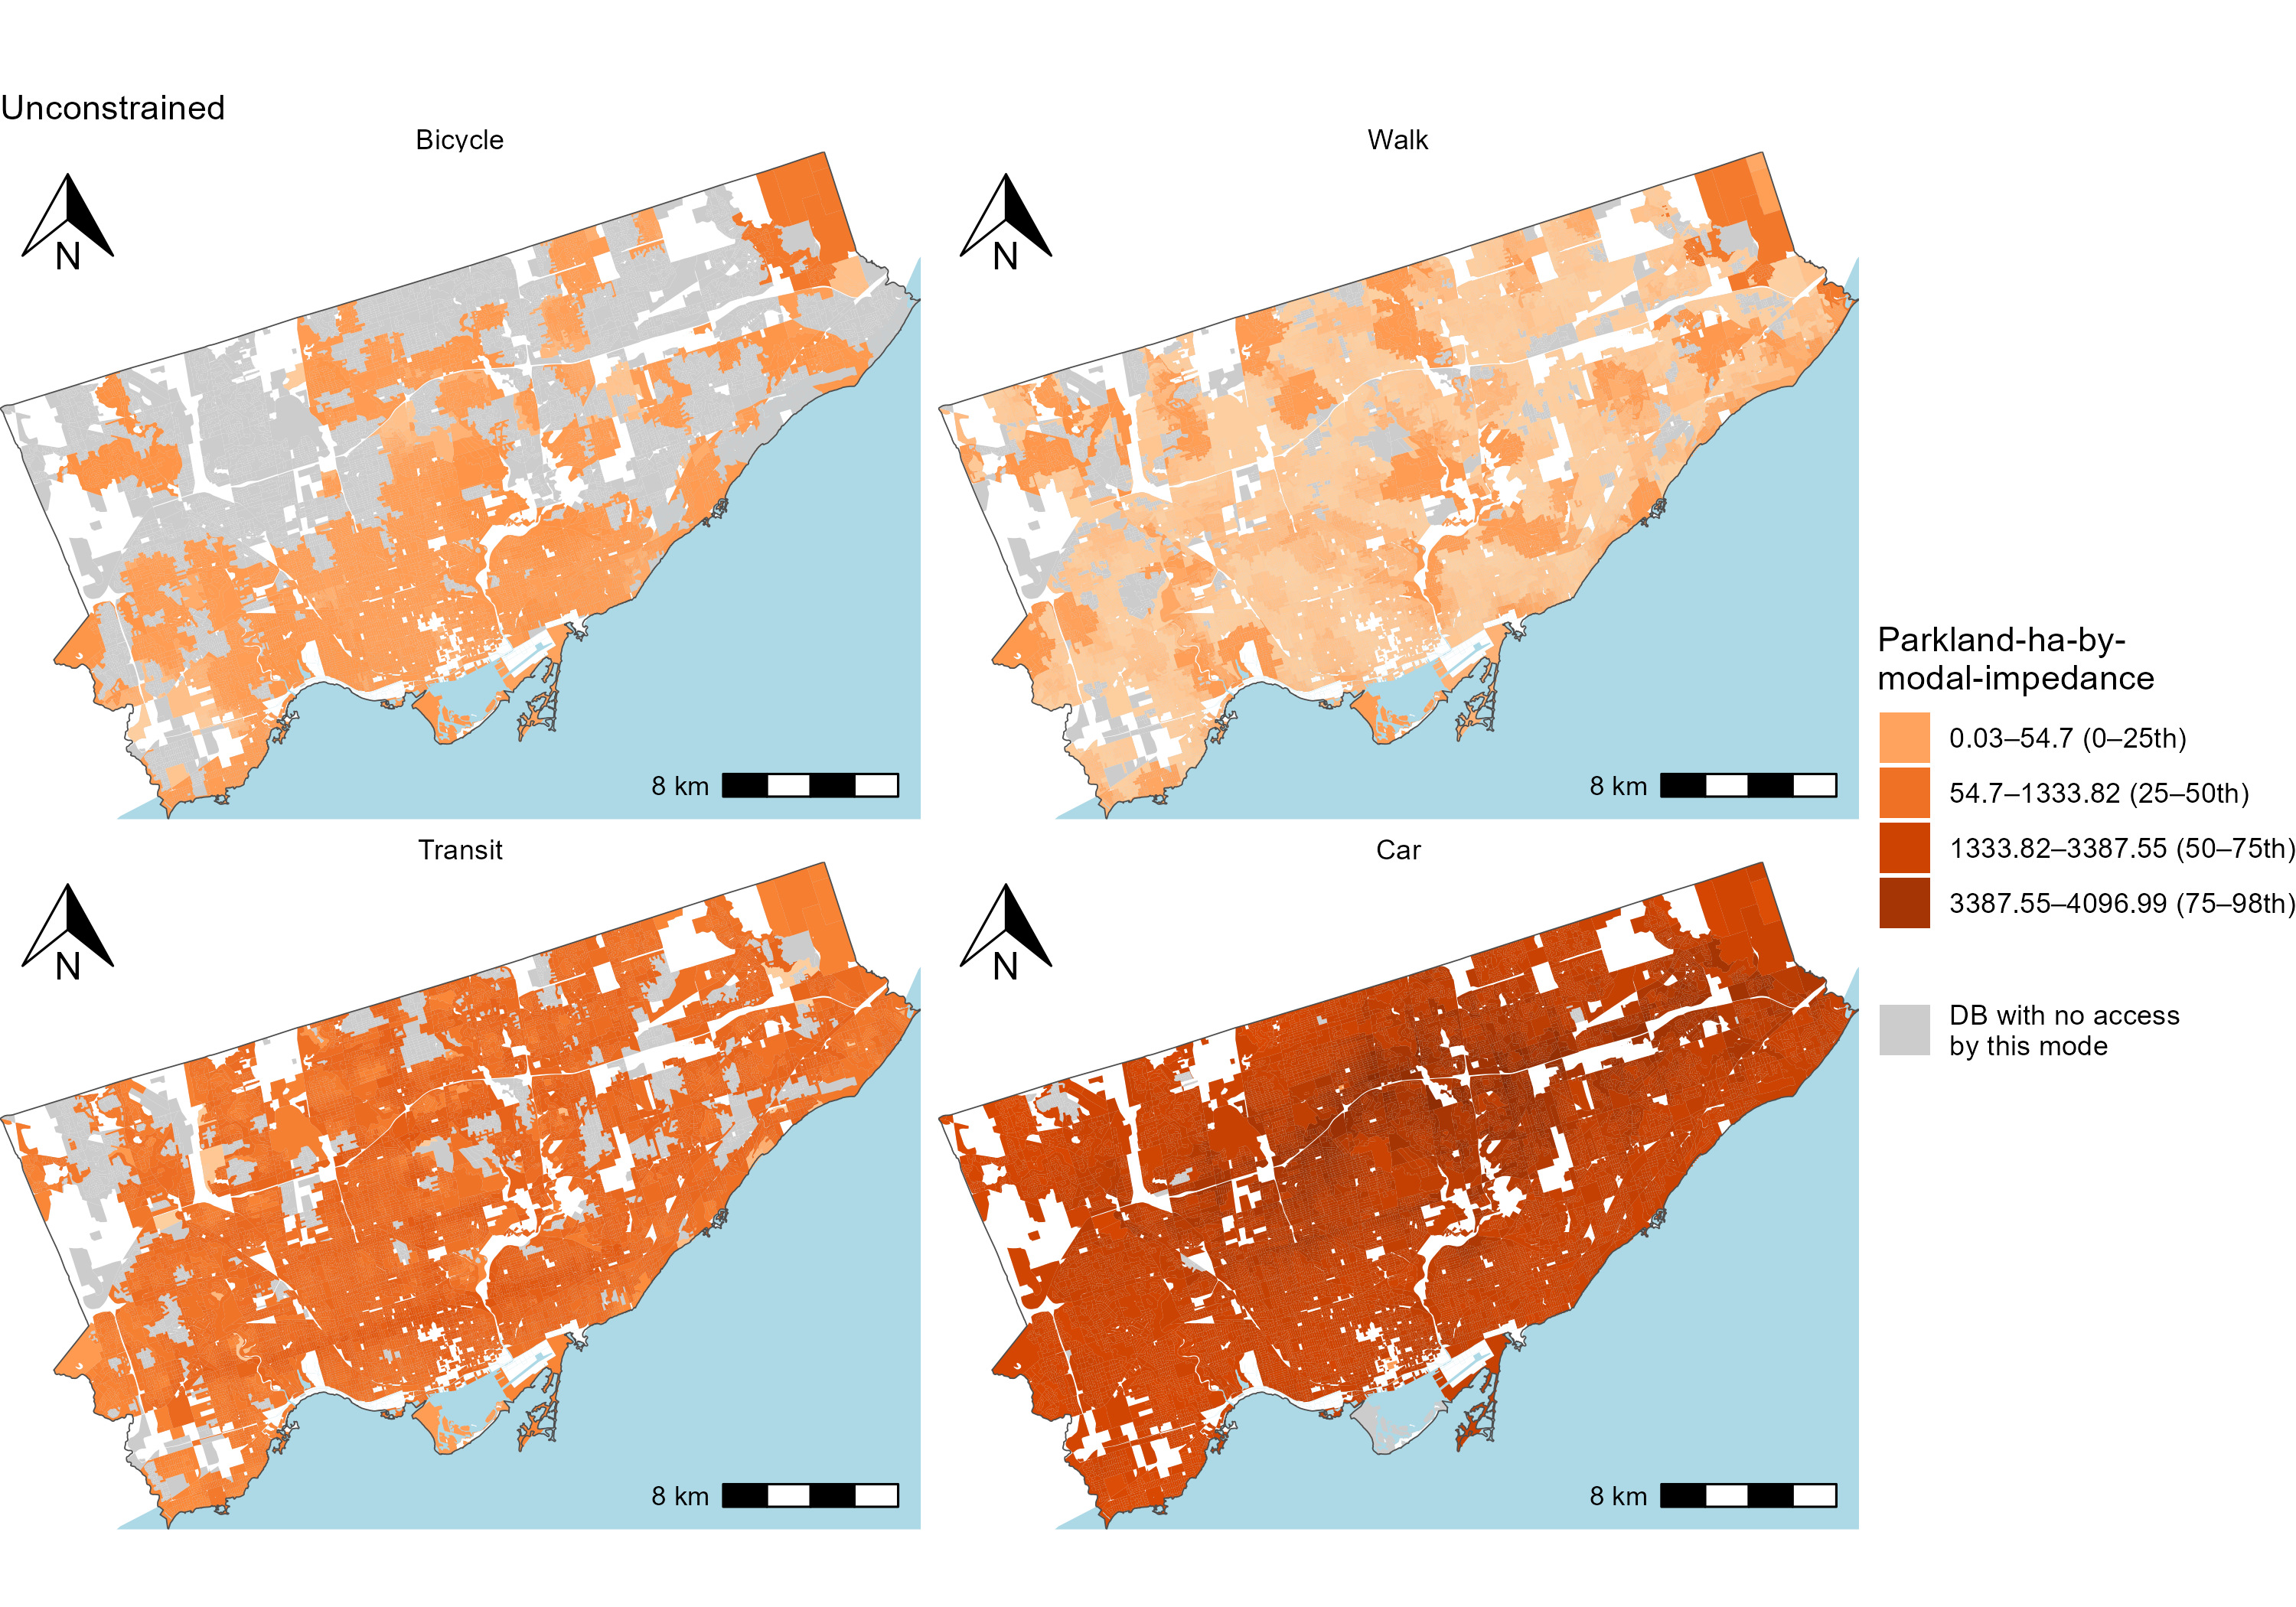 Unconstrained
Bicycle
Walk
N
N
8 km
8 km
Transit
Car
N
N
8 km
8 km
Parkland-ha-by-
modal-impedance
0.03–54.7 (0–25th)
54.7–1333.82 (25–50th)
1333.82–3387.55 (50–75th)
3387.55–4096.99 (75–98th)
DB with no access
by this mode